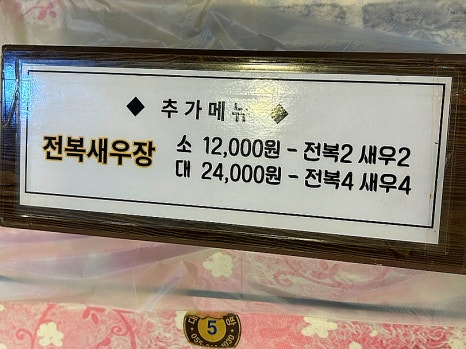 ◆ 추가메뉴 ◆
전복새우장
소 12,000원 - 전복2 새우2
대 24,000원 - 전복4 새우4
5